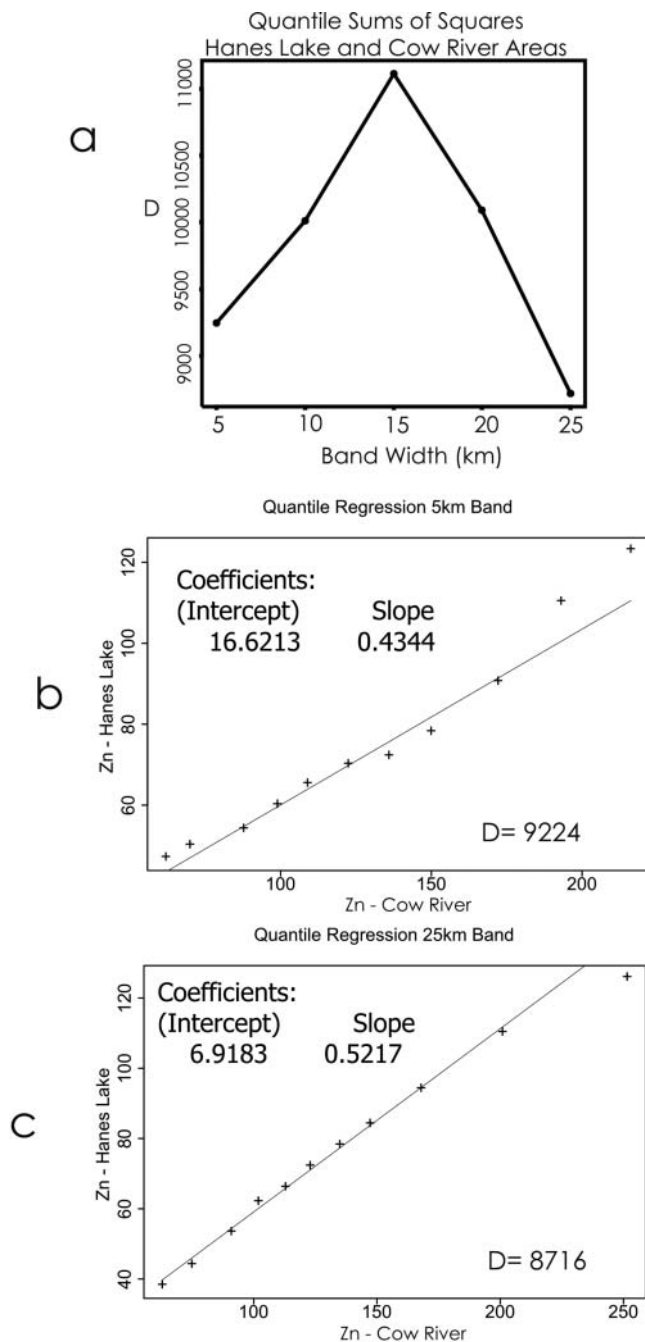 Quantile Sums of Squares
Hanes Lake and Cow River Areas
a
D
11000
10500
10000
9500
9000
5 10 15 20 25
Band Width (km)
Quantile Regression 5km Band
b
Zn - Hanes Lake
120
100
80
60
Coefficients:
(Intercept) Slope
16.6213 0.4344
D= 9224
100 150 200
Zn - Cow River
Quantile Regression 25km Band
c
Zn - Hanes Lake
120
100
80
60
40
Coefficients:
(Intercept) Slope
6.9183 0.5217
D= 8716
100 150 200 250
Zn - Cow River